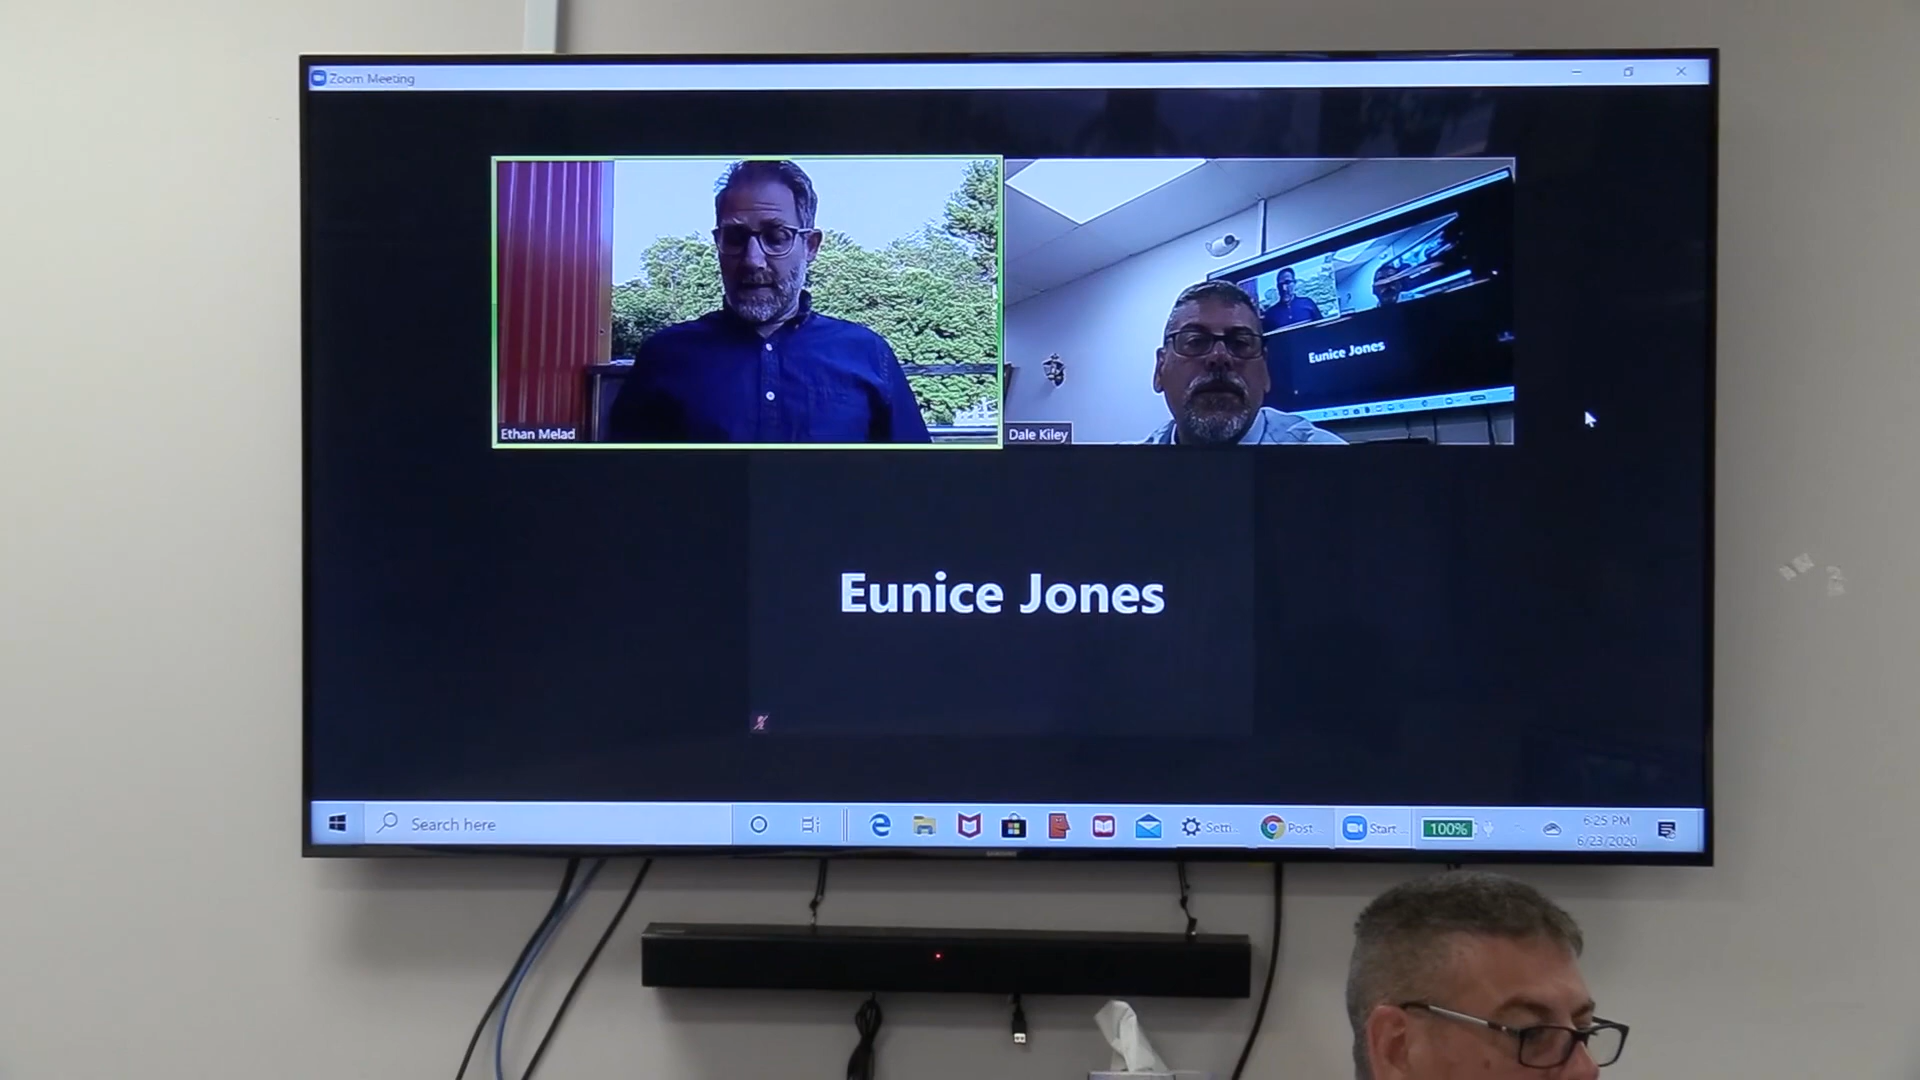 Zoom Meeting
Ethan Melad
Dale Kiley
Eunice Jones
Eunice Jones
Search here
Setti...
Post...
Start...
100%
6:25 PM
6/23/2020